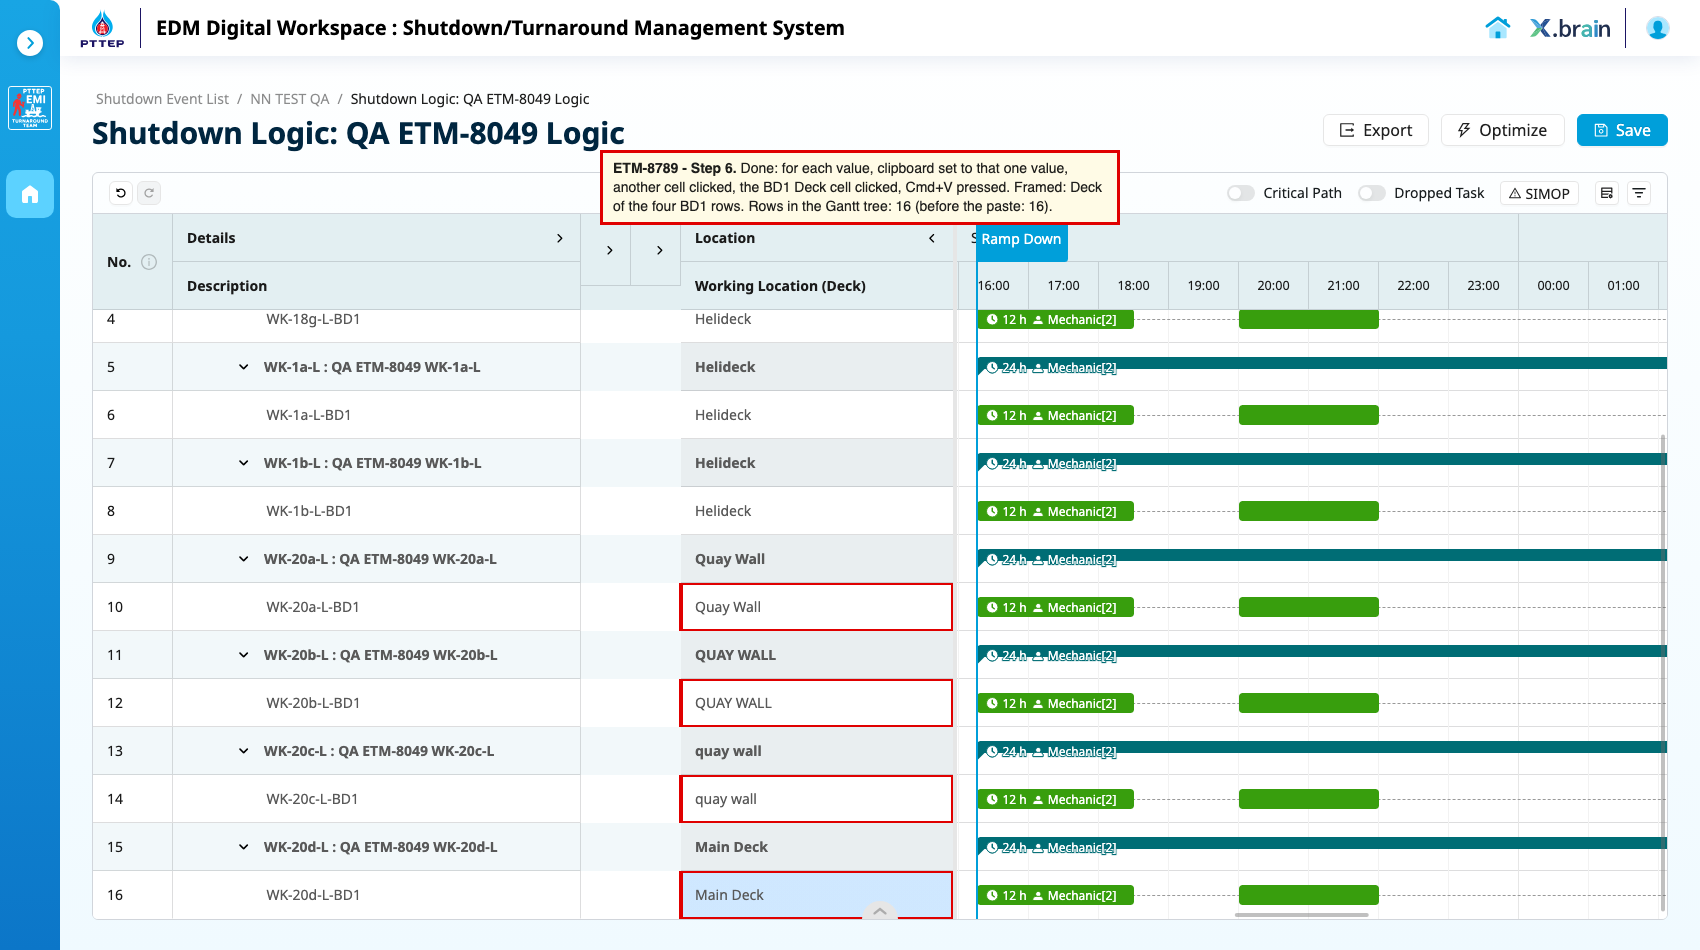 PTTEP
EDM Digital Workspace : Shutdown/Turnaround Management System
X.brain
PTTEP
EMI
TURNAROUND
TEAM
Shutdown Event List / NN TEST QA / Shutdown Logic: QA ETM-8049 Logic
Shutdown Logic: QA ETM-8049 Logic
Export
Optimize
Save
ETM-8789 - Step 6. Done: for each value, clipboard set to that one value,
another cell clicked, the BD1 Deck cell clicked, Cmd+V pressed. Framed: Deck
of the four BD1 rows. Rows in the Gantt tree: 16 (before the paste: 16).
Critical Path
Dropped Task
SIMOP
No.
Details
Location
S
Ramp Down
Description
Working Location (Deck)
16:00 17:00 18:00 19:00 20:00 21:00 22:00 23:00 00:00 01:00
4 WK-18g-L-BD1 Helideck 12 h Mechanic[2]
5 WK-1a-L : QA ETM-8049 WK-1a-L Helideck 24 h Mechanic[2]
6 WK-1a-L-BD1 Helideck 12 h Mechanic[2]
7 WK-1b-L : QA ETM-8049 WK-1b-L Helideck 24 h Mechanic[2]
8 WK-1b-L-BD1 Helideck 12 h Mechanic[2]
9 WK-20a-L : QA ETM-8049 WK-20a-L Quay Wall 24 h Mechanic[2]
10 WK-20a-L-BD1 Quay Wall 12 h Mechanic[2]
11 WK-20b-L : QA ETM-8049 WK-20b-L QUAY WALL 24 h Mechanic[2]
12 WK-20b-L-BD1 QUAY WALL 12 h Mechanic[2]
13 WK-20c-L : QA ETM-8049 WK-20c-L quay wall 24 h Mechanic[2]
14 WK-20c-L-BD1 quay wall 12 h Mechanic[2]
15 WK-20d-L : QA ETM-8049 WK-20d-L Main Deck 24 h Mechanic[2]
16 WK-20d-L-BD1 Main Deck 12 h Mechanic[2]